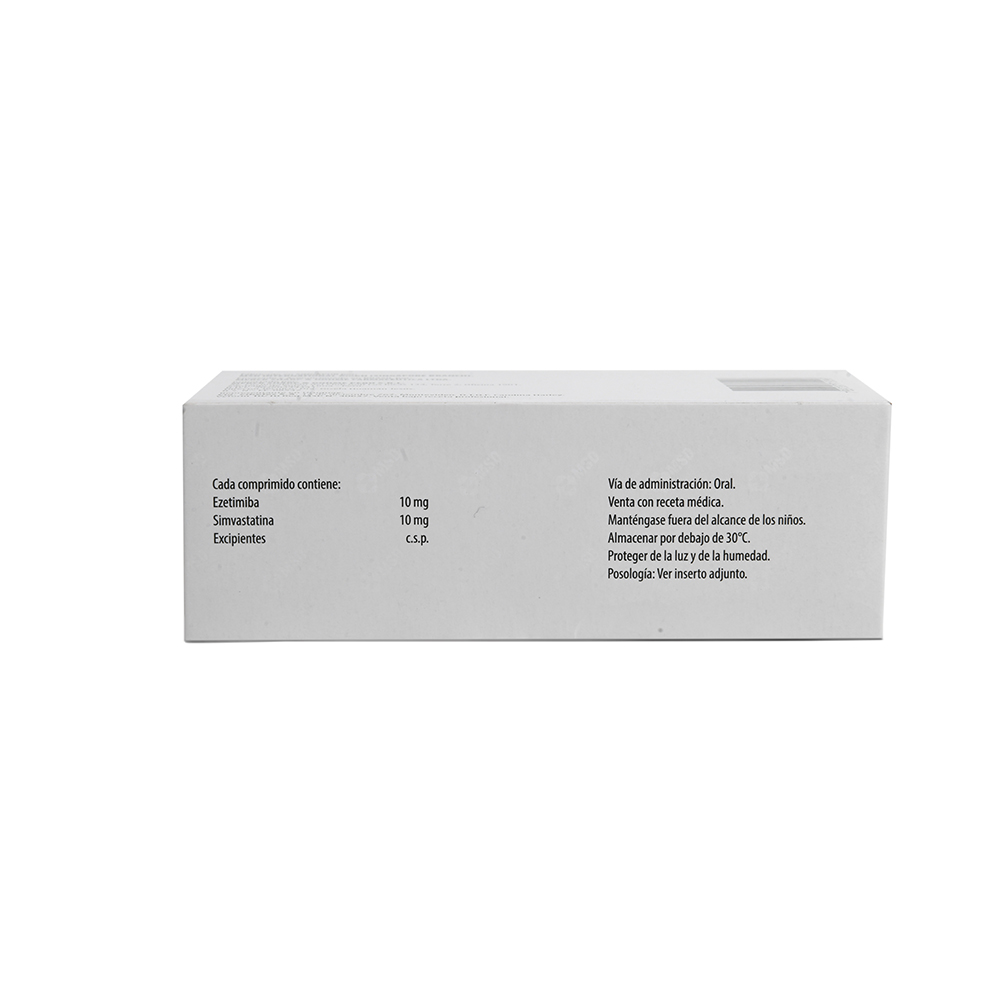 Cada comprimido contiene:
Ezetimiba 10 mg
Simvastatina 10 mg
Excipientes c.s.p.
Vía de administración: Oral.
Venta con receta médica.
Manténgase fuera del alcance de los niños.
Almacenar por debajo de 30°C.
Proteger de la luz y de la humedad.
Posología: Ver inserto adjunto.